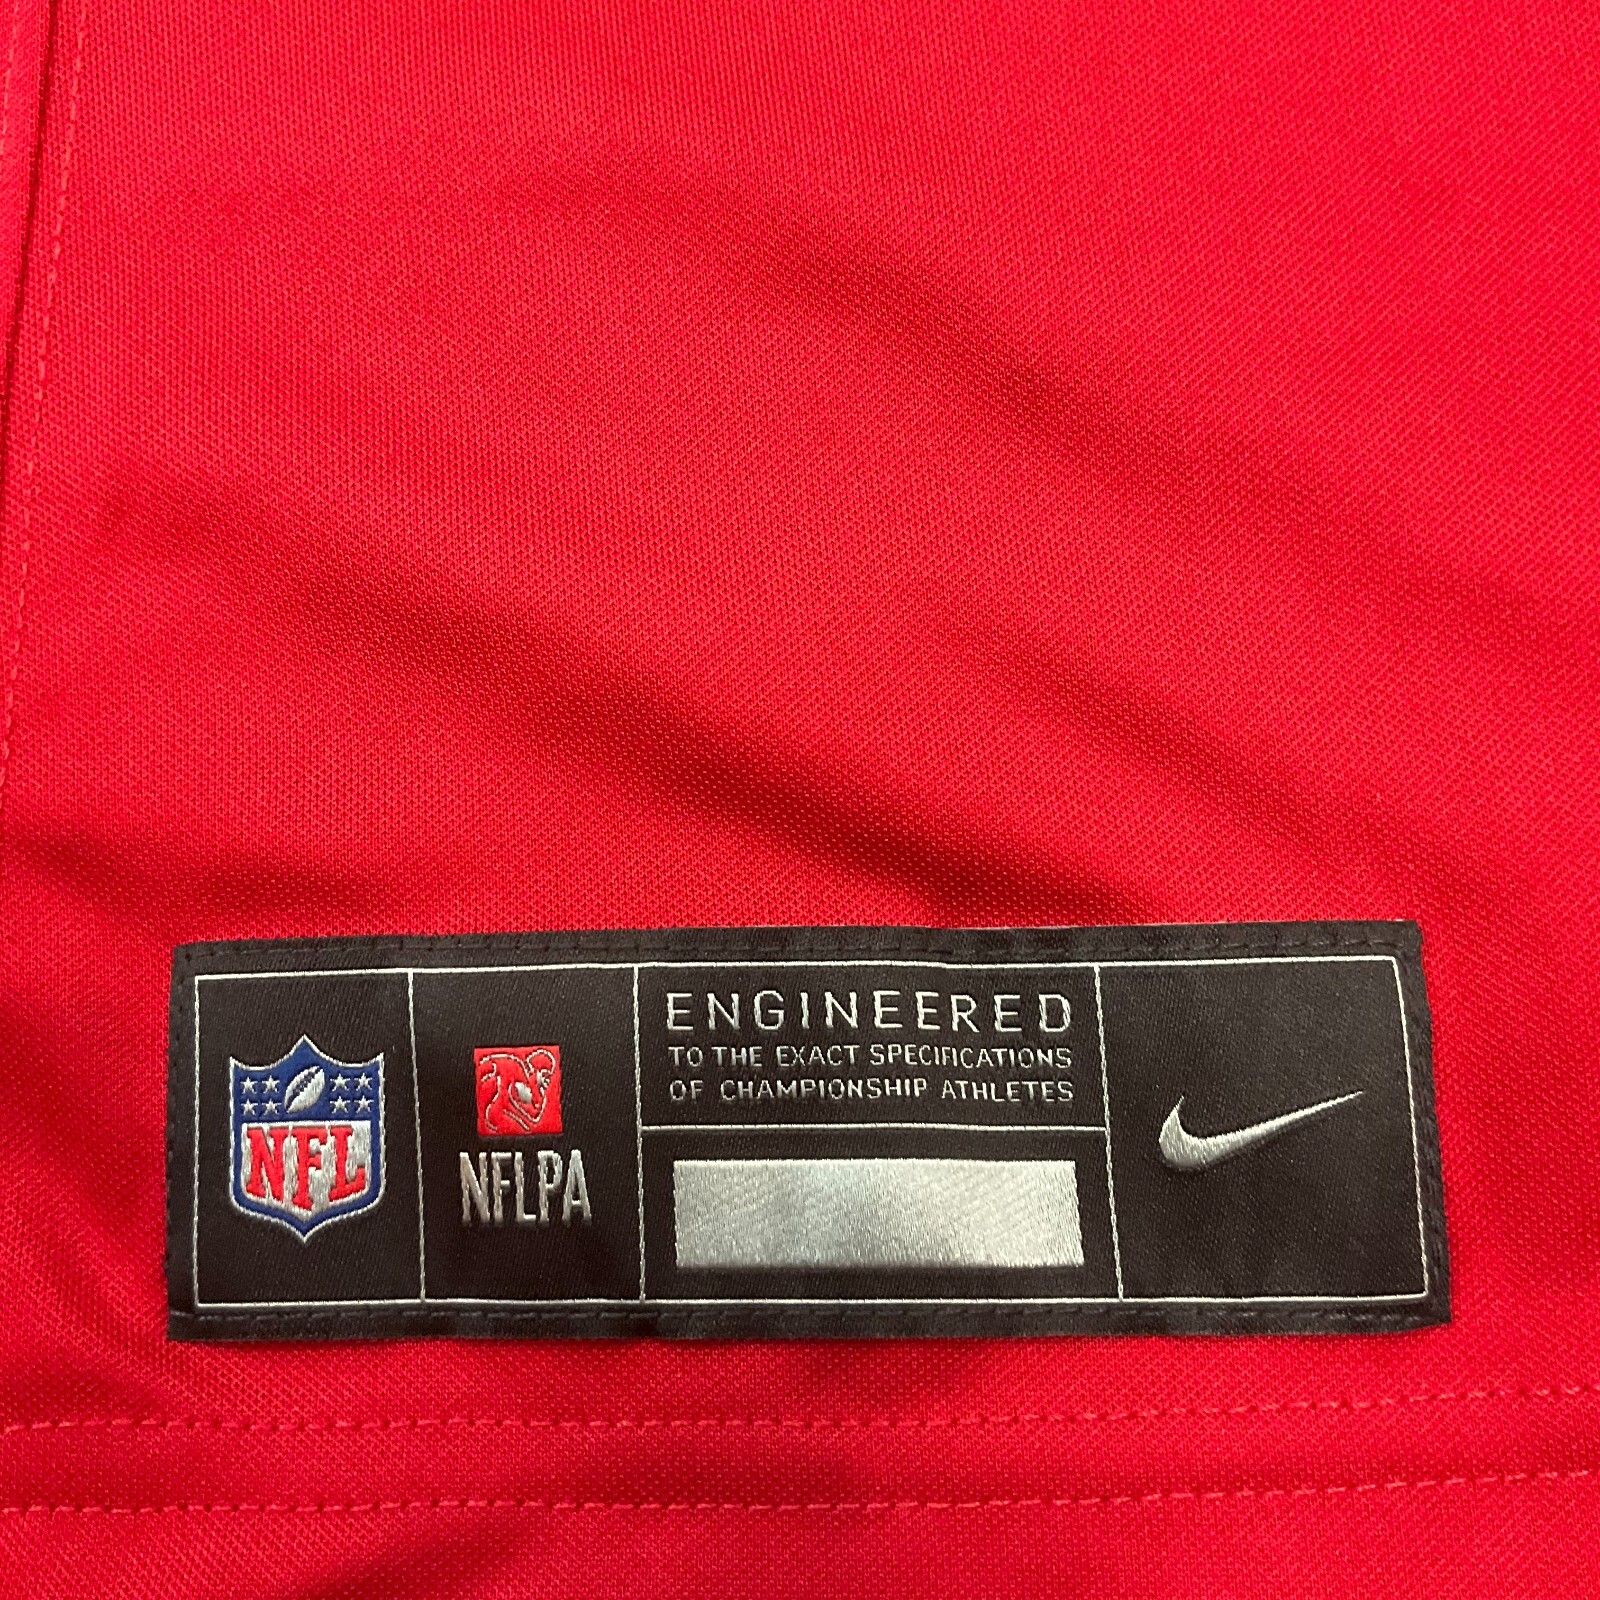 NFL
NFLPA
ENGINEERED
TO THE EXACT SPECIFICATIONS
OF CHAMPIONSHIP ATHLETES